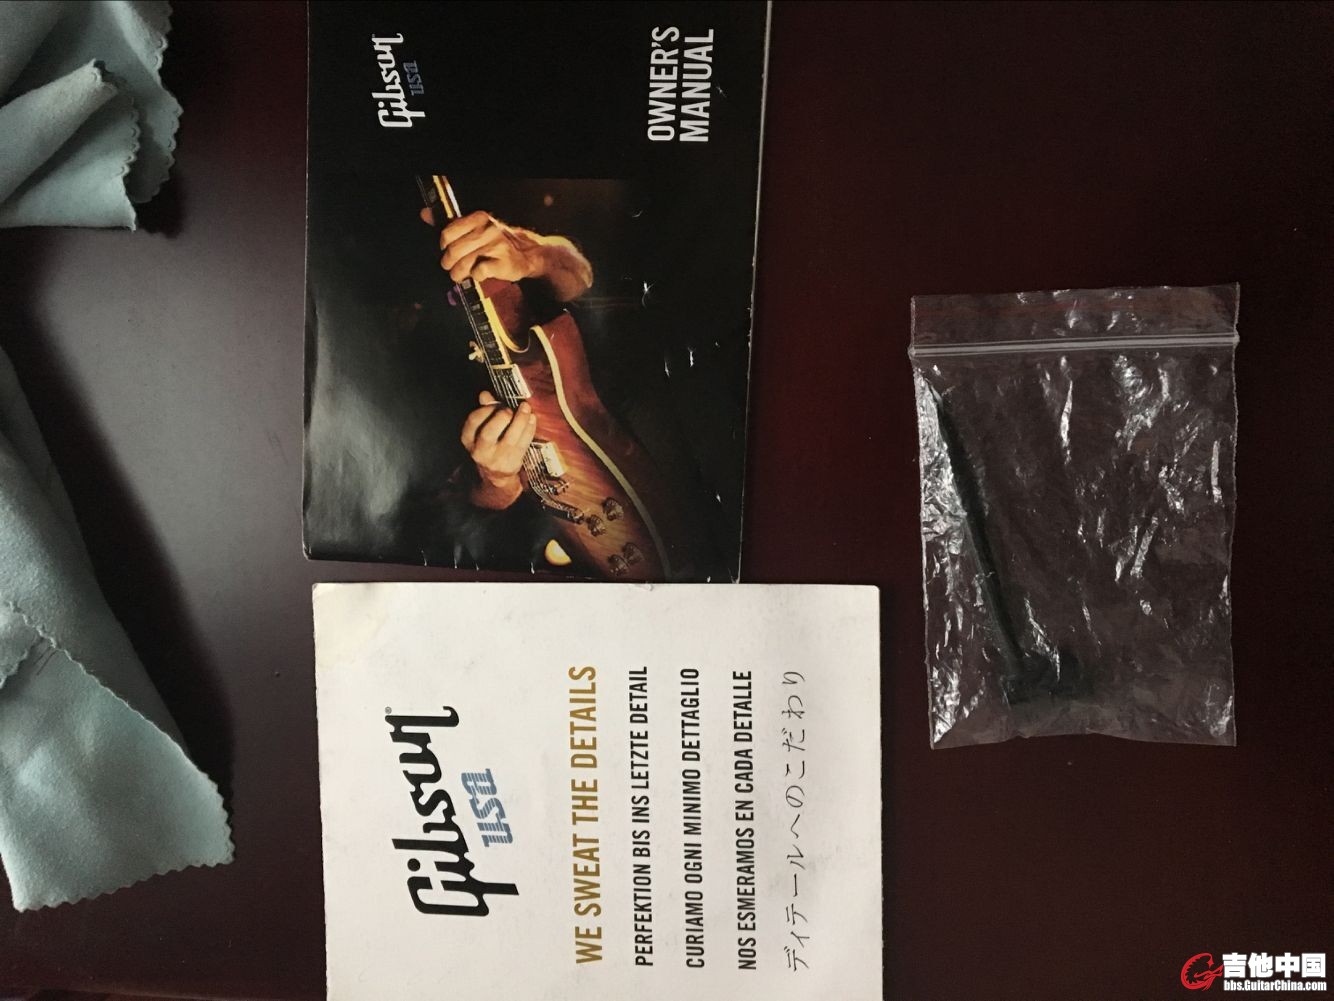 Gibson
USA
OWNER'S
MANUAL
Gibson®
USA
WE SWEAT THE DETAILS
PERFEKTION BIS INS LETZTE DETAIL
CURIAMO OGNI MINIMO DETTAGLIO
NOS ESMERAMOS EN CADA DETALLE
ディテールへのこだわり
吉他中国
bbs.GuitarChina.com